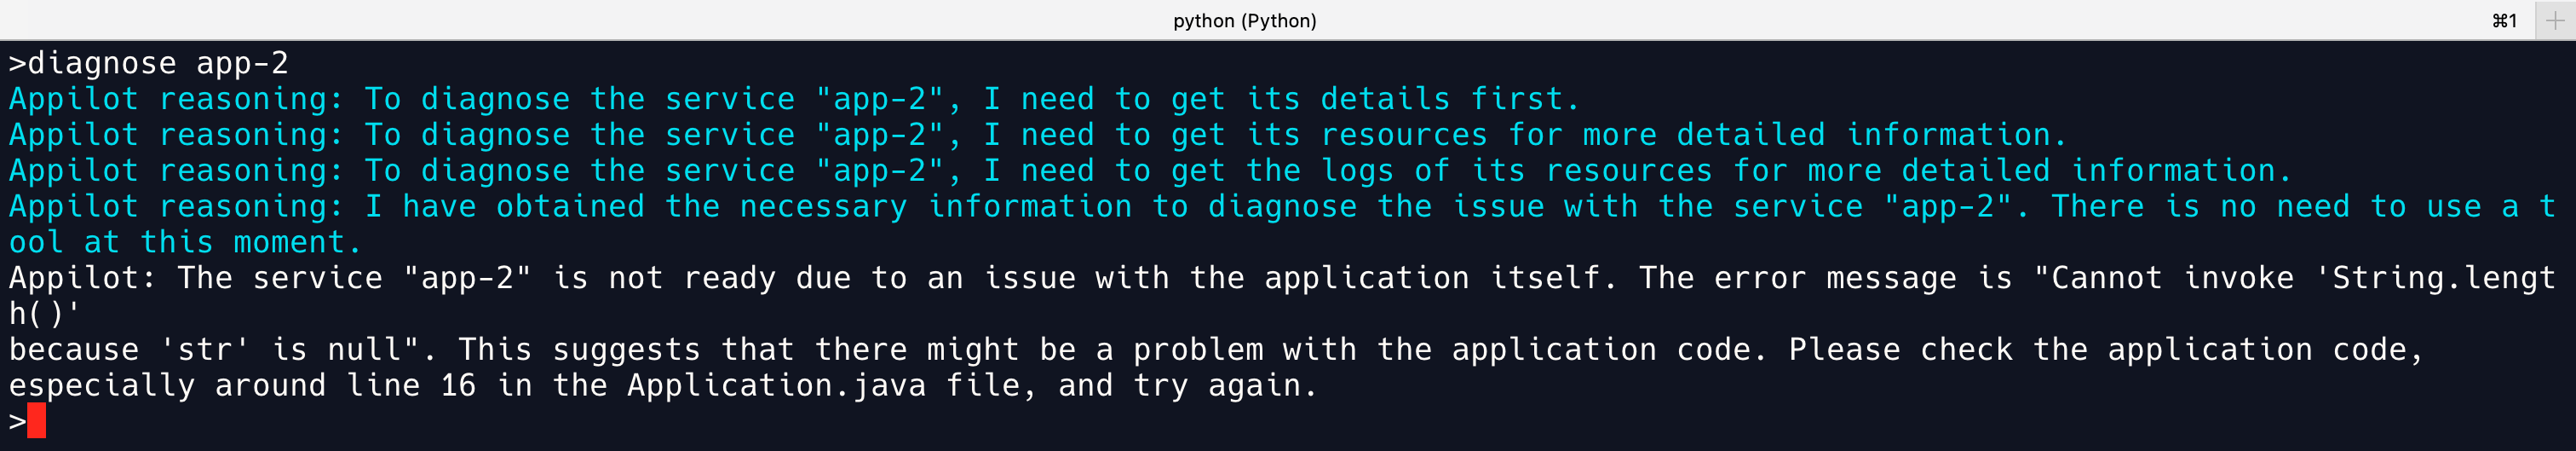 python (Python)
⌘1
>diagnose app-2
Appilot reasoning: To diagnose the service "app-2", I need to get its details first.
Appilot reasoning: To diagnose the service "app-2", I need to get its resources for more detailed information.
Appilot reasoning: To diagnose the service "app-2", I need to get the logs of its resources for more detailed information.
Appilot reasoning: I have obtained the necessary information to diagnose the issue with the service "app-2". There is no need to use a t
ool at this moment.
Appilot: The service "app-2" is not ready due to an issue with the application itself. The error message is "Cannot invoke 'String.lengt
h()'
because 'str' is null". This suggests that there might be a problem with the application code. Please check the application code,
especially around line 16 in the Application.java file, and try again.
>